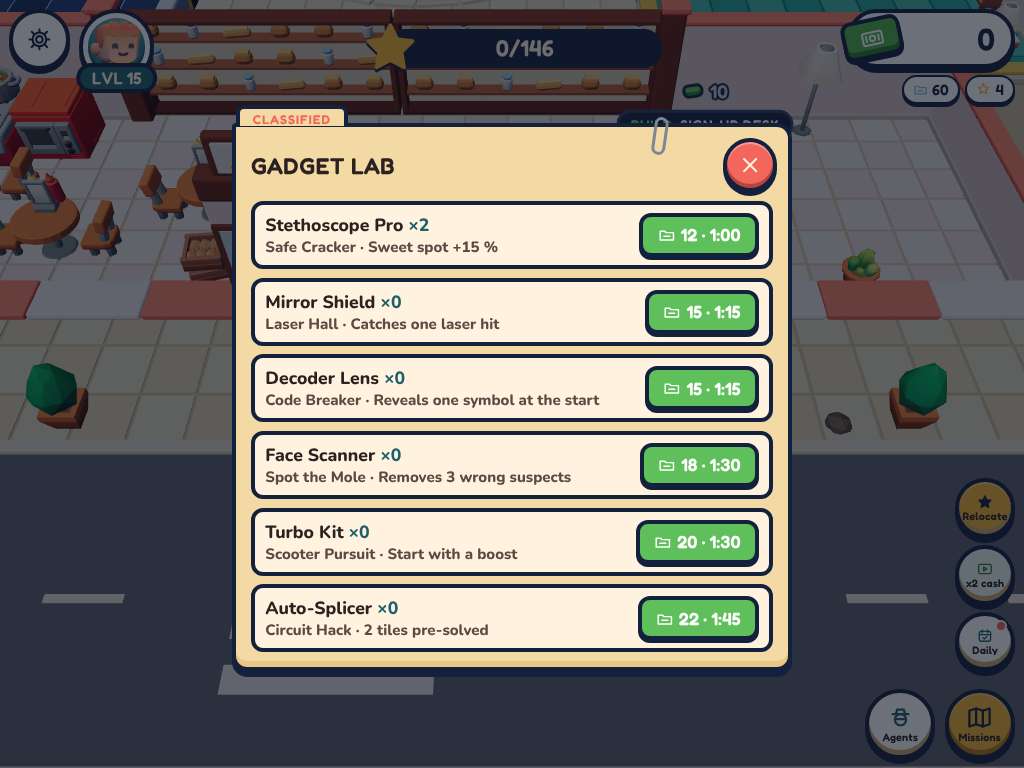 0/146
0
LVL 15
10
60
4
CLASSIFIED
SIGN-UP DESK
GADGET LAB
Stethoscope Pro ×2
Safe Cracker · Sweet spot +15 %
12 · 1:00
Mirror Shield ×0
Laser Hall · Catches one laser hit
15 · 1:15
Decoder Lens ×0
Code Breaker · Reveals one symbol at the start
15 · 1:15
Face Scanner ×0
Spot the Mole · Removes 3 wrong suspects
18 · 1:30
Turbo Kit ×0
Scooter Pursuit · Start with a boost
20 · 1:30
Auto-Splicer ×0
Circuit Hack · 2 tiles pre-solved
22 · 1:45
Relocate
x2 cash
Daily
Agents
Missions